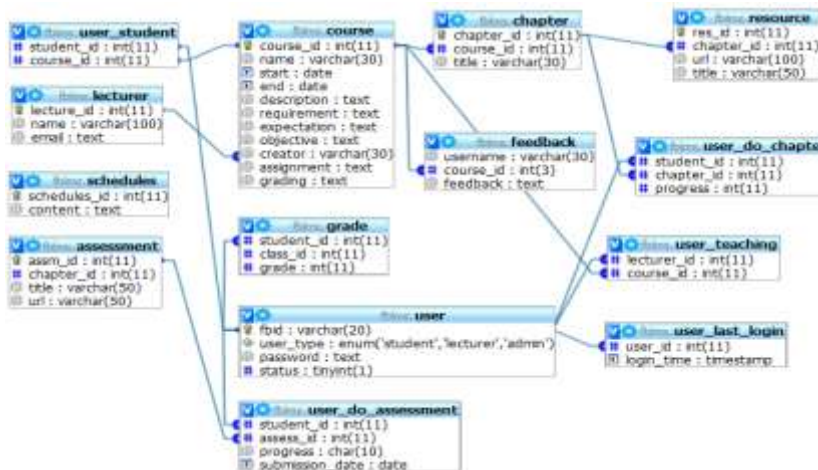 user_student
student_id : int(11)
course_id : int(11)
lecturer
lecture_id : int(11)
name : varchar(100)
email : text
schedules
schedules_id : int(11)
content : text
assessment
assm_id : int(11)
chapter_id : int(11)
title : varchar(50)
url : varchar(50)
course
course_id : int(11)
name : varchar(30)
start : date
end : date
description : text
requirement : text
expectation : text
objective : text
creator : varchar(30)
assignment : text
grading : text
grade
student_id : int(11)
class_id : int(11)
grade : int(11)
user
fbid : varchar(20)
user_type : enum('student','lecturer','admin')
password : text
status : tinyint(1)
user_do_assessment
student_id : int(11)
assess_id : int(11)
progress : char(10)
submission_date : date
chapter
chapter_id : int(11)
course_id : int(11)
title : varchar(30)
feedback
username : varchar(30)
course_id : int(3)
feedback : text
resource
res_id : int(11)
chapter_id : int(11)
url : varchar(100)
title : varchar(50)
user_do_chapte
student_id : int(11)
chapter_id : int(11)
progress : int(11)
user_teaching
lecturer_id : int(11)
course_id : int(11)
user_last_login
user_id : int(11)
login_time : timestamp